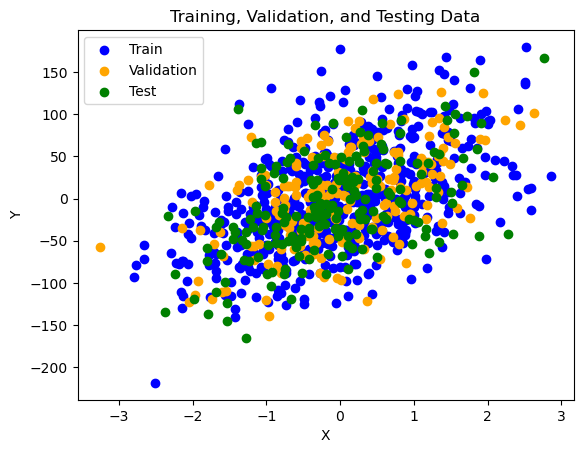 Training, Validation, and Testing Data
Train
Validation
Test
150
100
50
0
−50
−100
−150
−200
Y
−3
−2
−1
0
1
2
3
X